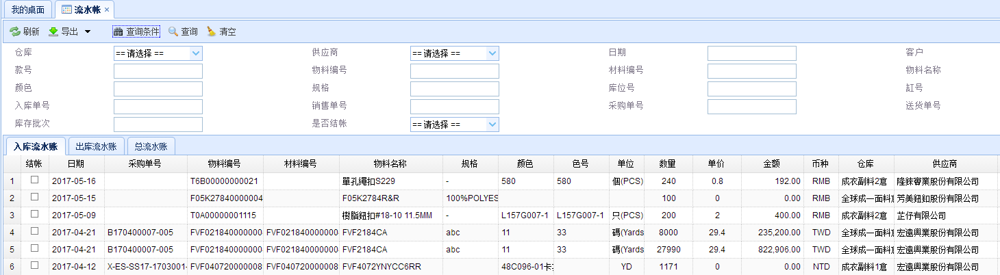 我的桌面 流水帐 ×
刷新 导出 查询条件 查询 清空
仓库 == 请选择 == 供应商 == 请选择 == 日期 客户
款号 物料编号 材料编号 物料名称
颜色 规格 库位号 缸号
入库单号 销售单号 采购单号 送货单号
库存批次 是否结帐 == 请选择 ==
入库流水账 出库流水账 总流水账
结帐 日期 采购单号 物料编号 材料编号 物料名称 规格 颜色 色号 单位 数量 单价 金额 币种 仓库 供应商
1 2017-05-16 T6B00000000021 單孔繩扣S229 - 580 580 個(PCS) 240 0.8 192.00 RMB 成衣副料2倉 隆錸實業股份有限公司
2 2017-05-15 F05K27840000004 F05K2784R&R 100%POLYES 100 0 0.00 RMB 全球成一面料 芳美鈕釦股份有限公司
3 2017-05-09 T0A00000001115 樹脂鈕扣#18-10 11.5MM - L157G007-1 L157G007-1 只(PCS) 200 2 400.00 RMB 成衣副料2倉 芷仔有限公司
4 2017-04-21 B170400007-005 FVF021840000000 FVF021840000000 FVF2184CA abc 11 33 碼(Yards 8000 29.4 235,200.00 TWD 全球成一面料 宏遠興業股份有限公司
5 2017-04-21 B170400007-005 FVF021840000000 FVF021840000000 FVF2184CA abc 11 33 碼(Yards 27990 29.4 822,906.00 TWD 全球成一面料 宏遠興業股份有限公司
6 2017-04-12 X-ES-SS17-1703001- FVF040720000008 FVF040720000008 FVF4072YNYCC6RR 48C096-01卡 YD 1171 0 0.00 NTD 成衣副料1倉 宏遠興業股份有限公司